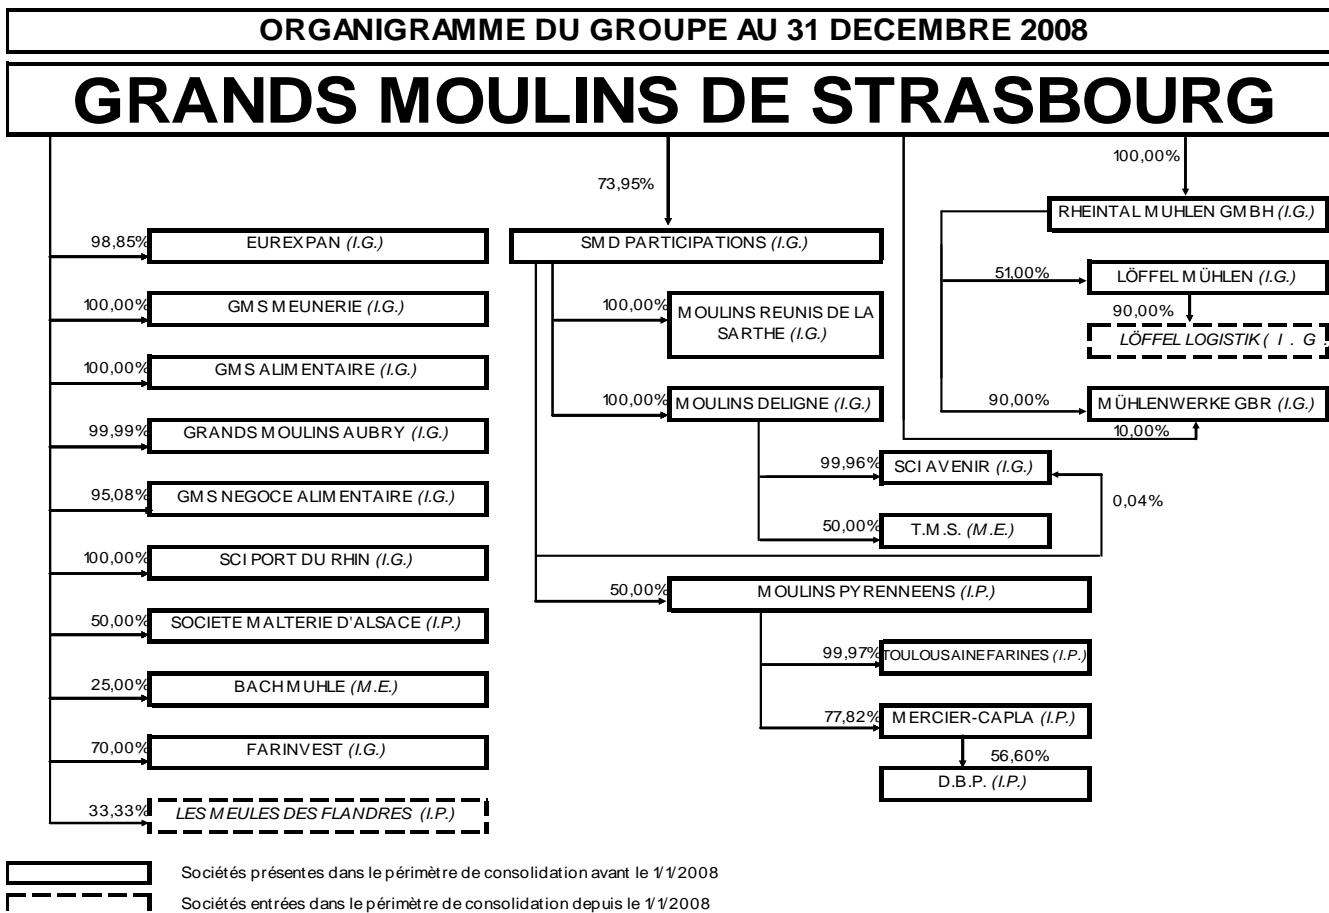 ORGANIGRAMME DU GROUPE AU 31 DECEMBRE 2008
GRANDS MOULINS DE STRASBOURG
100,00%
73,95%
RHEINTAL MUHLEN GMBH (I.G.)
98,85%
EUREXPAN (I.G.)
SMD PARTICIPATIONS (I.G.)
51,00%
LÖFFEL MÜHLEN (I.G.)
100,00%
GMS MEUNERIE (I.G.)
100,00%
MOULINS REUNIS DE LA
SARTHE (I.G.)
90,00%
LÖFFEL LOGISTIK ( I . G .
100,00%
GMS ALIMENTAIRE (I.G.)
100,00%
MOULINS DELIGNE (I.G.)
90,00%
MÜHLENWERKE GBR (I.G.)
10,00%
99,99%
GRANDS MOULINS AUBRY (I.G.)
99,96%
SCI AVENIR (I.G.)
0,04%
95,08%
GMS NEGOCE ALIMENTAIRE (I.G.)
50,00%
T.M.S. (M.E.)
100,00%
SCI PORT DU RHIN (I.G.)
50,00%
MOULINS PYRENNEENS (I.P.)
50,00%
SOCIETE MALTERIE D'ALSACE (I.P.)
99,97%
TOULOUSAINE FARINES (I.P.)
25,00%
BACHMUHLE (M.E.)
77,82%
MERCIER-CAPLA (I.P.)
70,00%
FARINVEST (I.G.)
56,60%
D.B.P. (I.P.)
33,33%
LES MEULES DES FLANDRES (I.P.)
Sociétés présentes dans le périmètre de consolidation avant le 1/1/2008
Sociétés entrées dans le périmètre de consolidation depuis le 1/1/2008